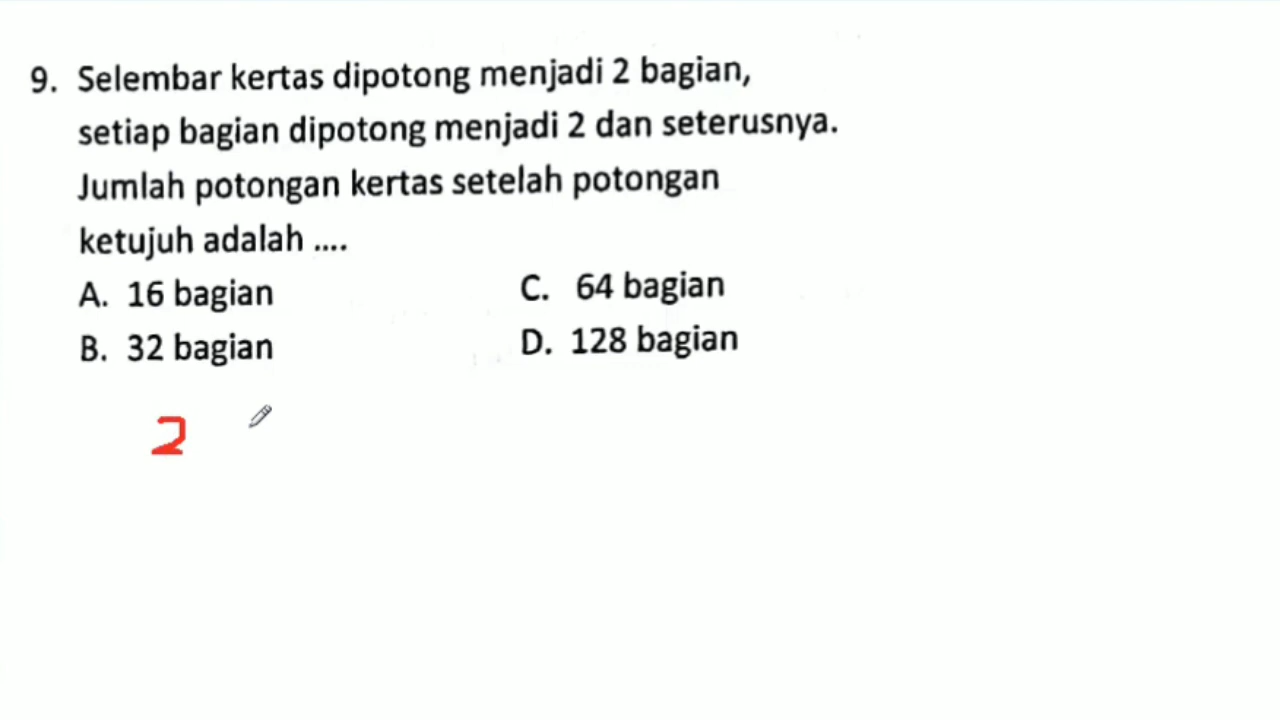 9. Selembar kertas dipotong menjadi 2 bagian,
setiap bagian dipotong menjadi 2 dan seterusnya.
Jumlah potongan kertas setelah potongan
ketujuh adalah ....
A. 16 bagian
B. 32 bagian
C. 64 bagian
D. 128 bagian
2